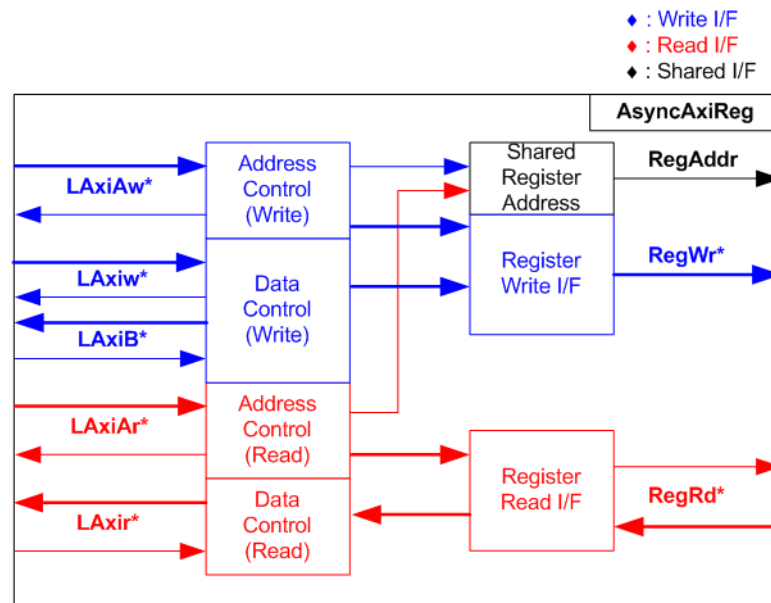 ♦ : Write I/F
♦ : Read I/F
♦ : Shared I/F
AsyncAxiReg
LAxiAw*
Address
Control
(Write)
Shared
Register
Address
RegAddr
LAxiw*
LAxiB*
Data
Control
(Write)
Register
Write I/F
RegWr*
LAxiAr*
Address
Control
(Read)
LAxir*
Data
Control
(Read)
Register
Read I/F
RegRd*